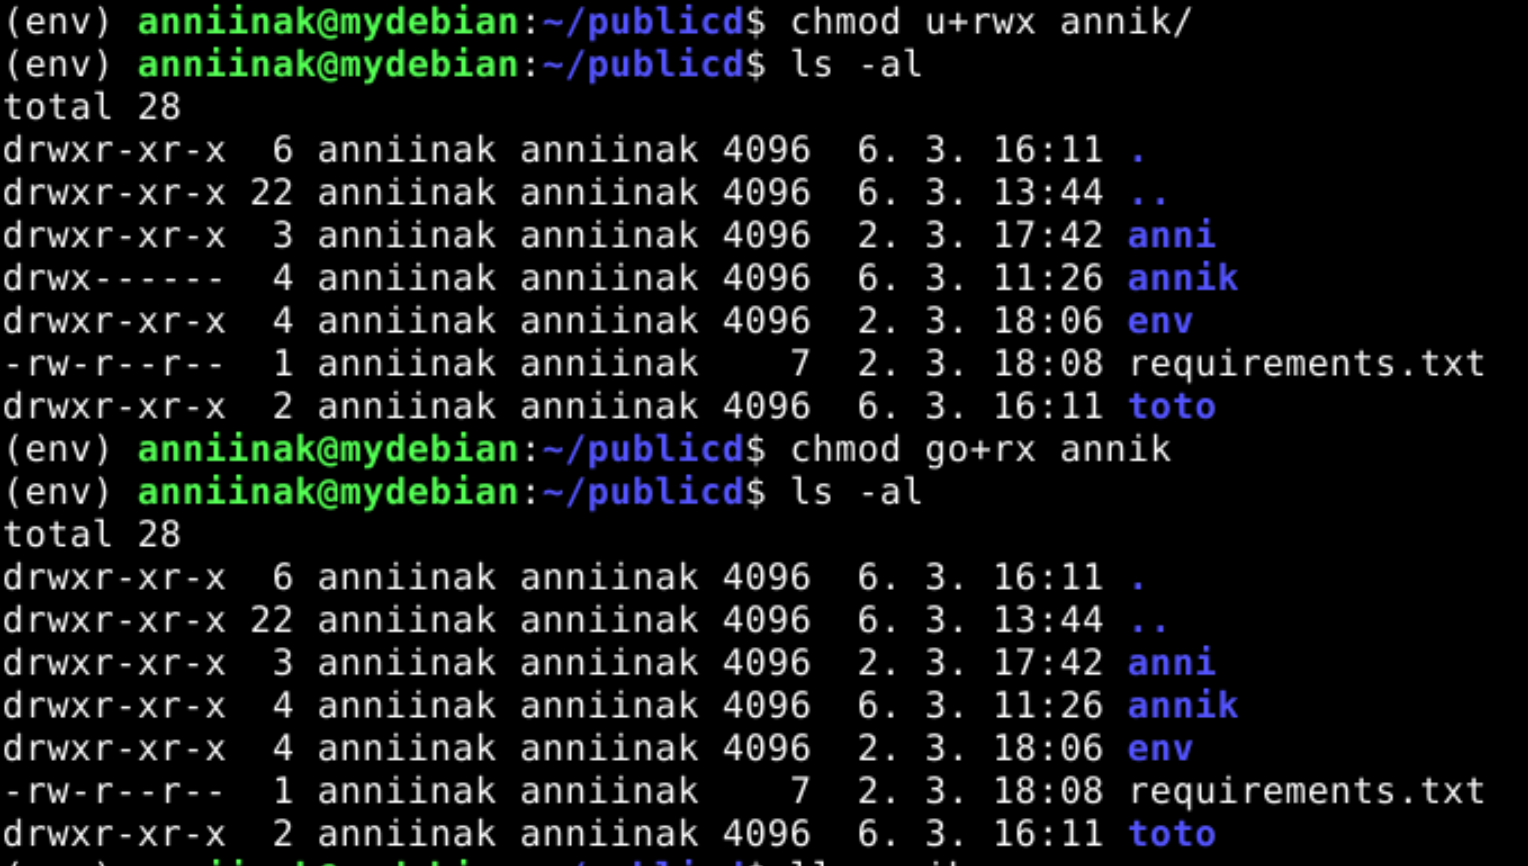 (env) anniinak@mydebian:~/publicd$ chmod u+rwx annik/
(env) anniinak@mydebian:~/publicd$ ls -al
total 28
drwxr-xr-x  6 anniinak anniinak 4096  6. 3. 16:11 .
drwxr-xr-x 22 anniinak anniinak 4096  6. 3. 13:44 ..
drwxr-xr-x  3 anniinak anniinak 4096  2. 3. 17:42 anni
drwx------  4 anniinak anniinak 4096  6. 3. 11:26 annik
drwxr-xr-x  4 anniinak anniinak 4096  2. 3. 18:06 env
-rw-r--r--  1 anniinak anniinak    7  2. 3. 18:08 requirements.txt
drwxr-xr-x  2 anniinak anniinak 4096  6. 3. 16:11 toto
(env) anniinak@mydebian:~/publicd$ chmod go+rx annik
(env) anniinak@mydebian:~/publicd$ ls -al
total 28
drwxr-xr-x  6 anniinak anniinak 4096  6. 3. 16:11 .
drwxr-xr-x 22 anniinak anniinak 4096  6. 3. 13:44 ..
drwxr-xr-x  3 anniinak anniinak 4096  2. 3. 17:42 anni
drwxr-xr-x  4 anniinak anniinak 4096  6. 3. 11:26 annik
drwxr-xr-x  4 anniinak anniinak 4096  2. 3. 18:06 env
-rw-r--r--  1 anniinak anniinak    7  2. 3. 18:08 requirements.txt
drwxr-xr-x  2 anniinak anniinak 4096  6. 3. 16:11 toto